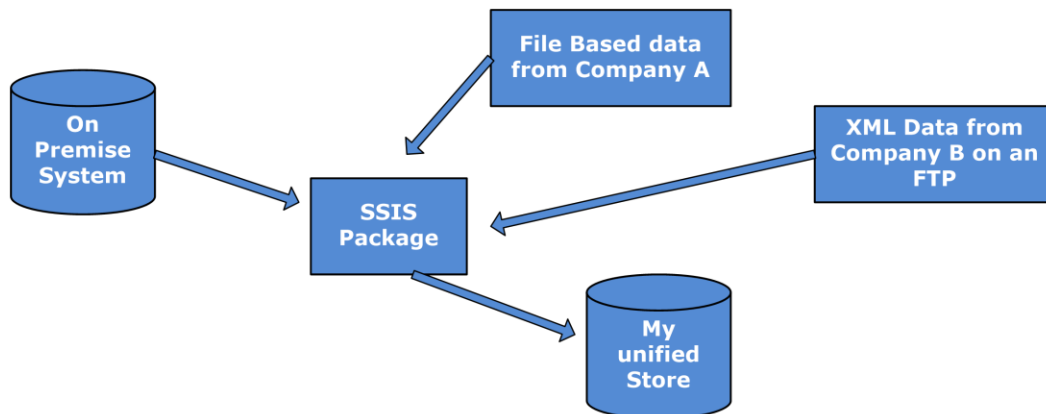 File Based data
from Company A
On
Premise
System
XML Data from
Company B on an
FTP
SSIS
Package
My
unified
Store